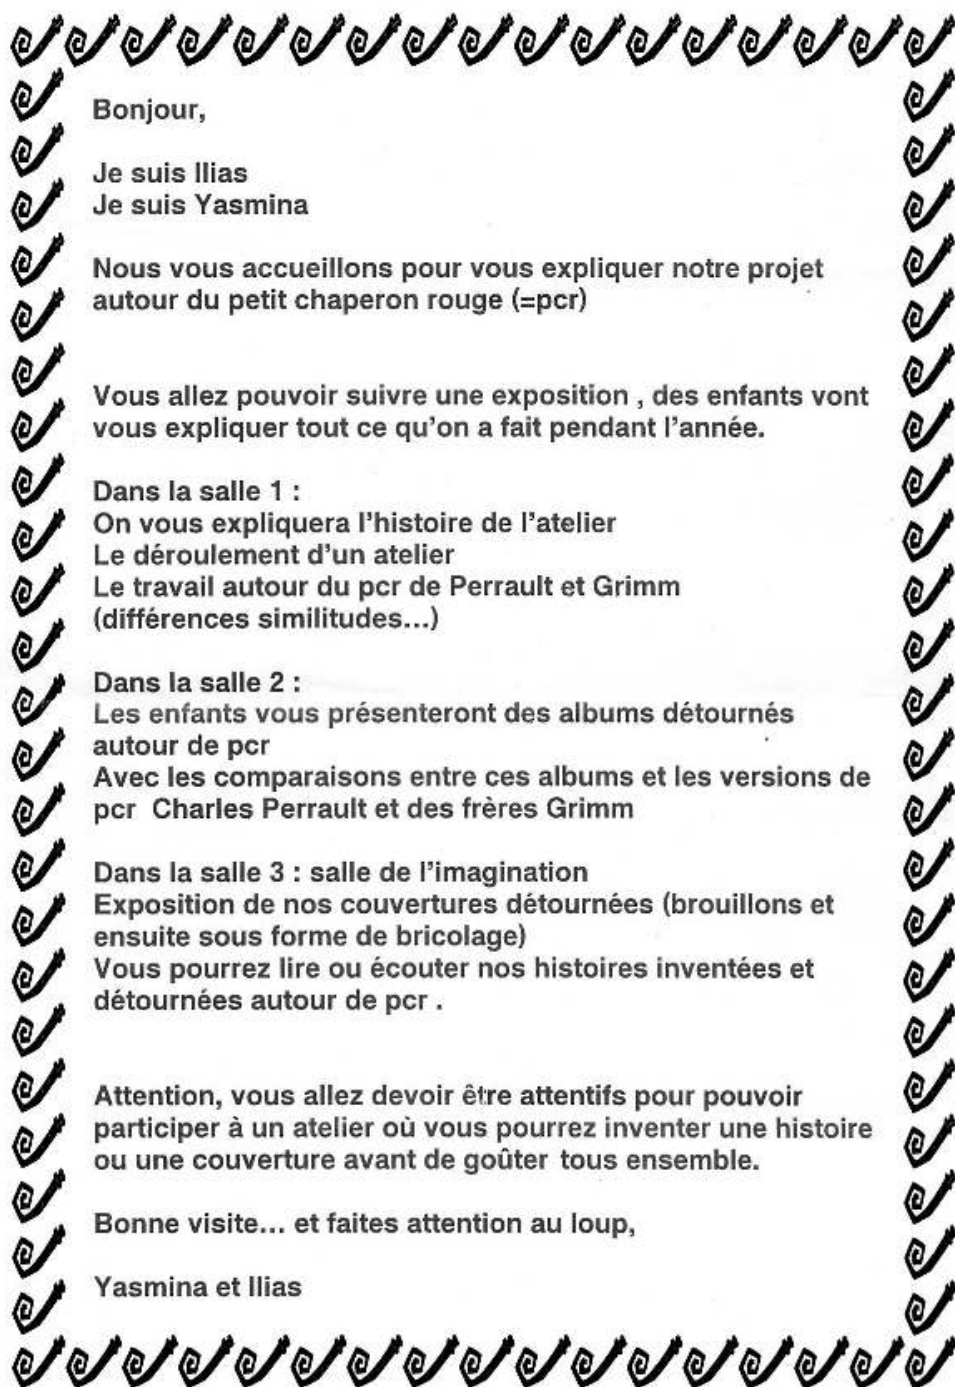 Bonjour,
Je suis Ilias
Je suis Yasmina
Nous vous accueillons pour vous expliquer notre projet
autour du petit chaperon rouge (=pcr)
Vous allez pouvoir suivre une exposition , des enfants vont
vous expliquer tout ce qu'on a fait pendant l'année.
Dans la salle 1 :
On vous expliquera l'histoire de l'atelier
Le déroulement d'un atelier
Le travail autour du pcr de Perrault et Grimm
(différences similitudes...)
Dans la salle 2 :
Les enfants vous présenteront des albums détournés
autour de pcr
Avec les comparaisons entre ces albums et les versions de
pcr Charles Perrault et des frères Grimm
Dans la salle 3 : salle de l'imagination
Exposition de nos couvertures détournées (brouillons et
ensuite sous forme de bricolage)
Vous pourrez lire ou écouter nos histoires inventées et
détournées autour de pcr .
Attention, vous allez devoir être attentifs pour pouvoir
participer à un atelier où vous pourrez inventer une histoire
ou une couverture avant de goûter tous ensemble.
Bonne visite... et faites attention au loup,
Yasmina et Ilias